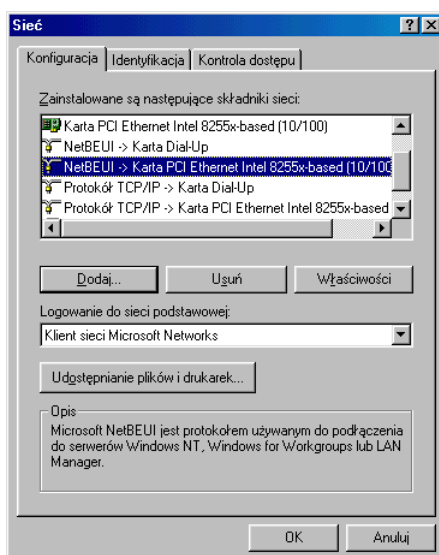 Sieć
Konfiguracja Identyfikacja Kontrola dostępu
Zainstalowane są następujące składniki sieci:
Karta PCI Ethernet Intel 8255x-based (10/100)
NetBEUI -> Karta Dial-Up
NetBEUI -> Karta PCI Ethernet Intel 8255x-based (10/100
Protokół TCP/IP -> Karta Dial-Up
Protokół TCP/IP -> Karta PCI Ethernet Intel 8255x-based
Dodaj... Usuń Właściwości
Logowanie do sieci podstawowej:
Klient sieci Microsoft Networks
Udostępnianie plików i drukarek...
Opis
Microsoft NetBEUI jest protokołem używanym do podłączenia
do serwerów Windows NT, Windows for Workgroups lub LAN
Manager.
OK Anuluj